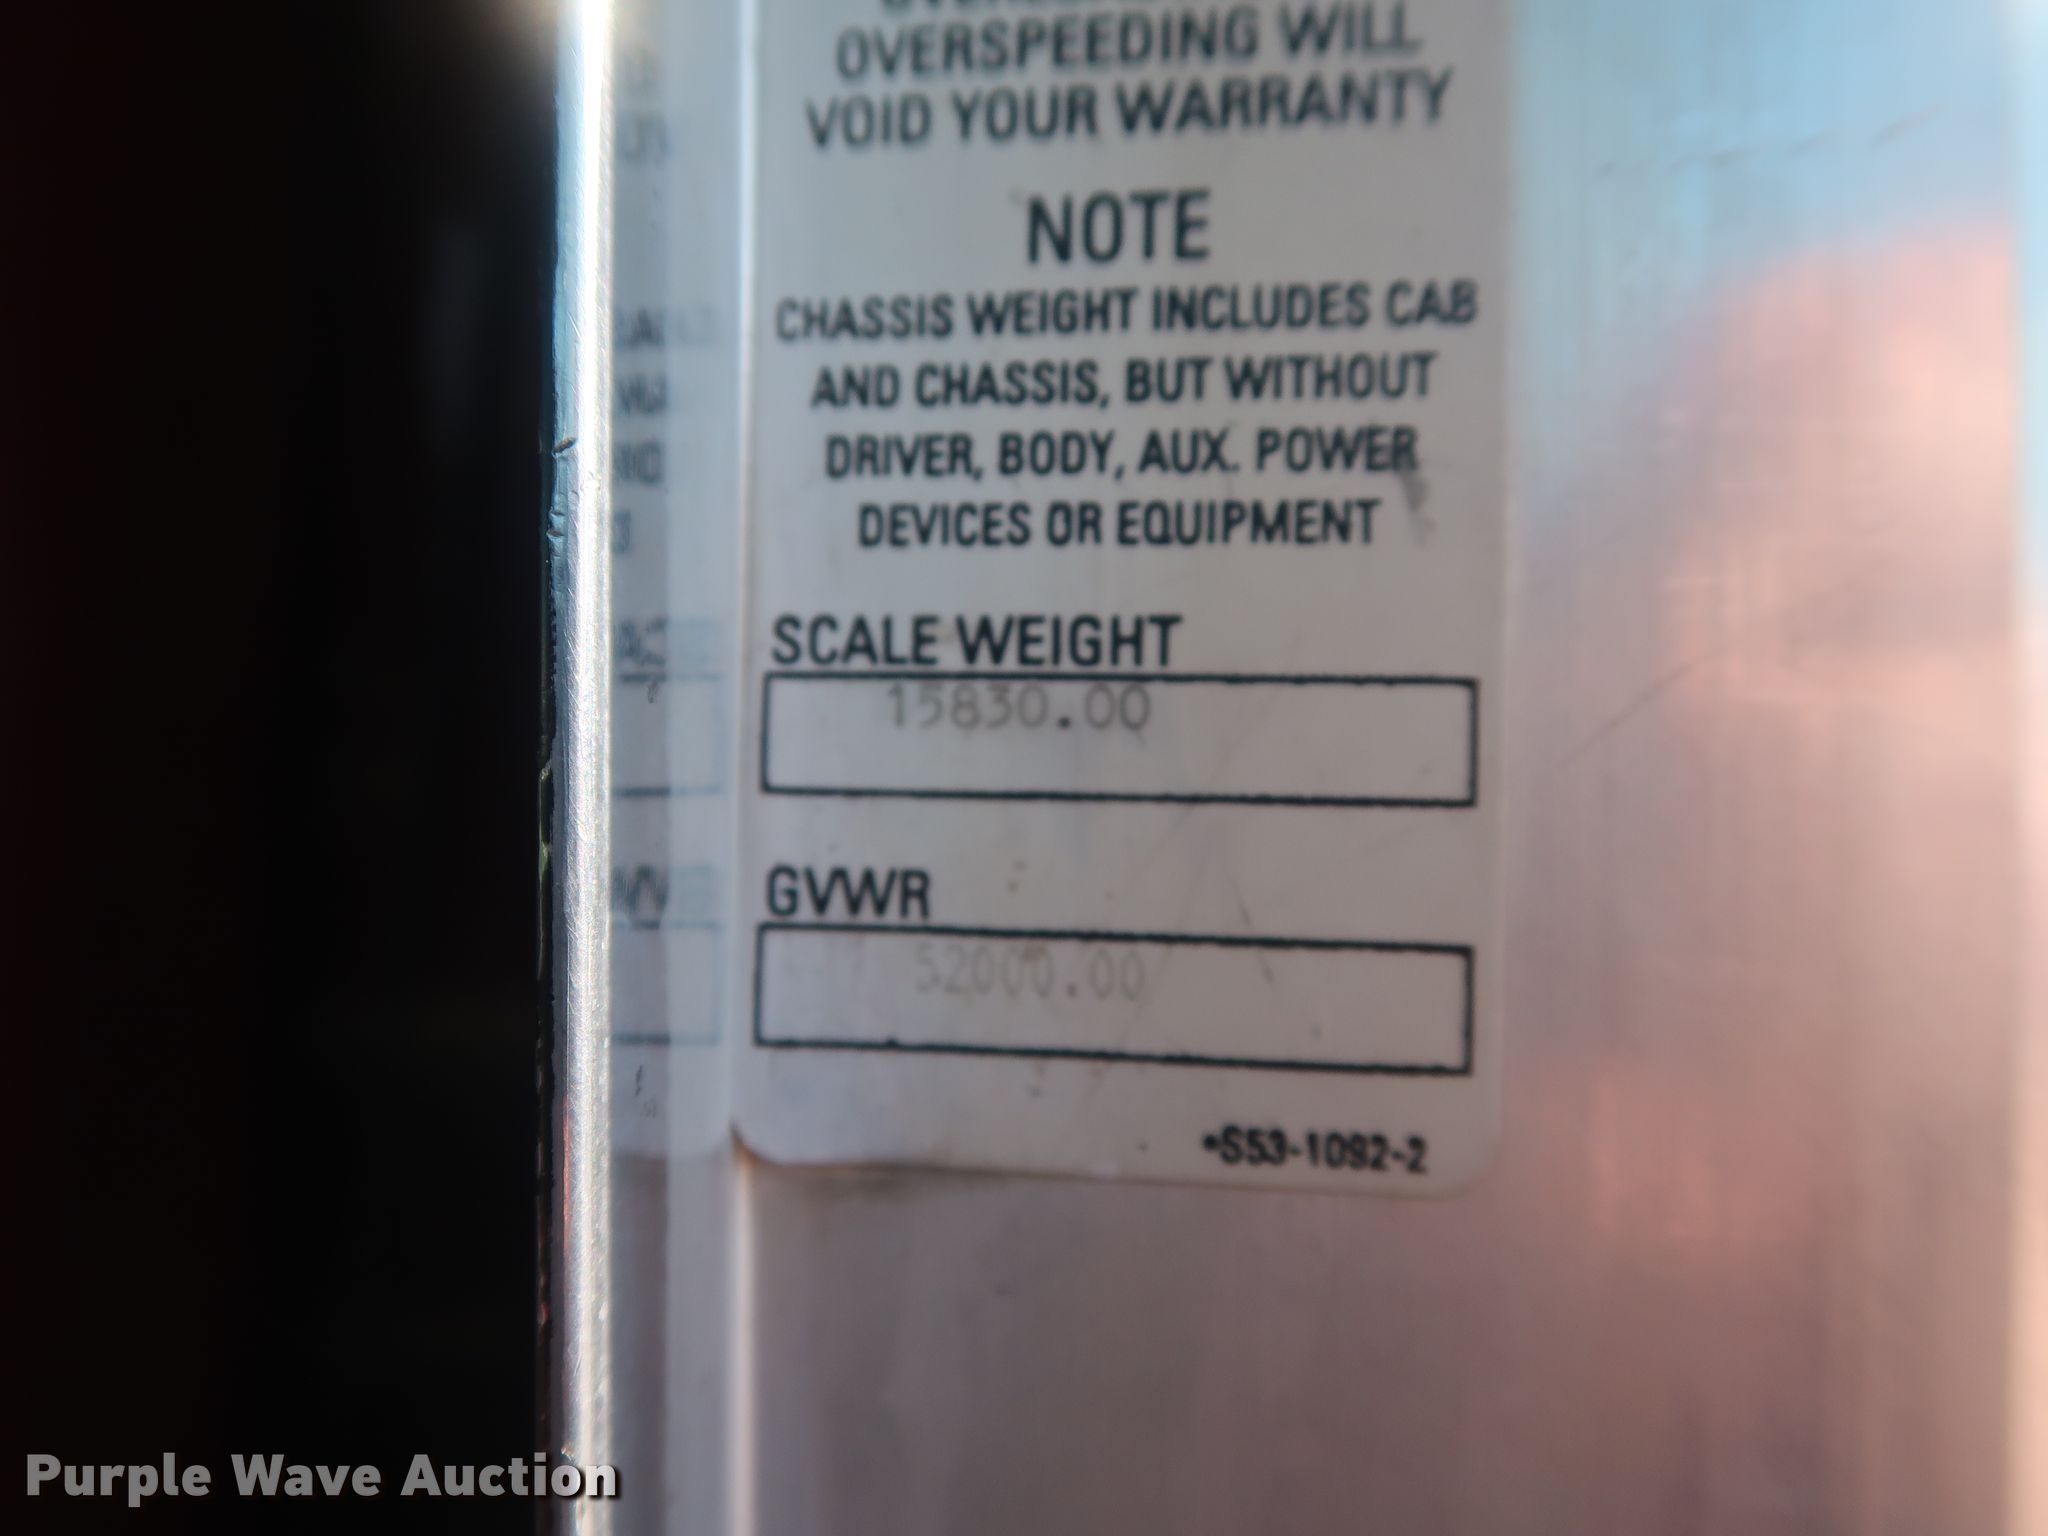 OVERSPEEDING WILL
VOID YOUR WARRANTY
NOTE
CHASSIS WEIGHT INCLUDES CAB
AND CHASSIS, BUT WITHOUT
DRIVER, BODY, AUX. POWER
DEVICES OR EQUIPMENT
SCALE WEIGHT
15830.00
GVWR
52000.00
*S53-1092-2
Purple Wave Auction